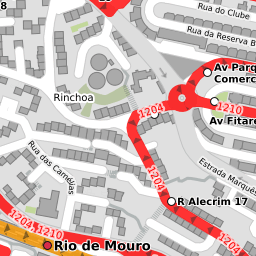 8
Rua do Clube
Rua da Reserva B
Av Parq
Comerc
Rinchoa
1204
1210
Av Fitare
Rua das Camélias
1204
Estrada Marquês
R Alecrim 17
1204, 1210
Rio de Mouro
1204